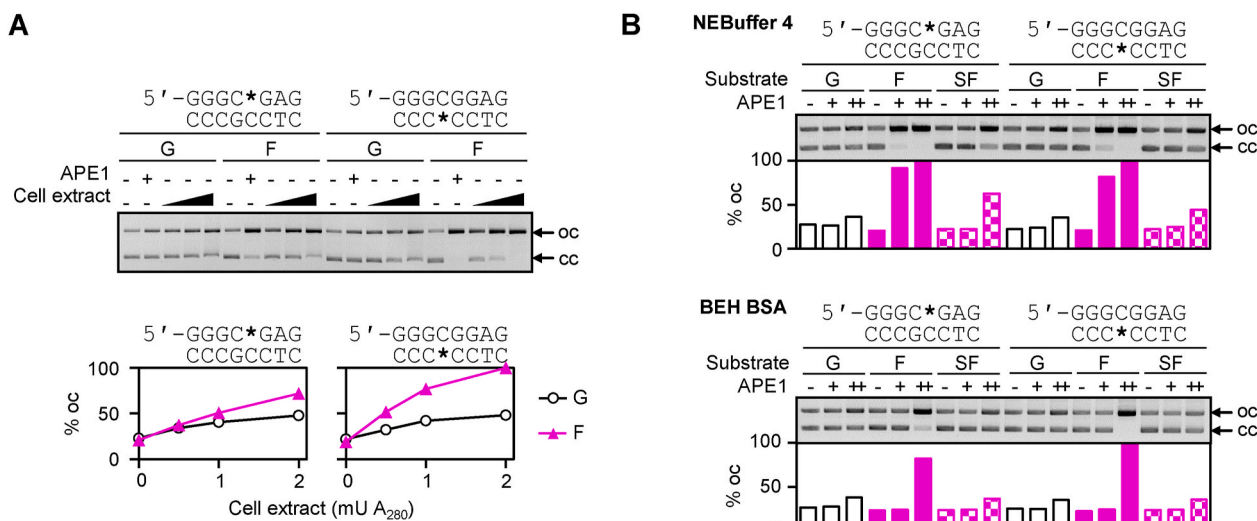 A
5′-GGGC*GAG 5′-GGGCGGAG
CCCGCCTC CCC*CCTC
G F G F
APE1 - + - - - - + - - - - + - - - - + - - -
Cell extract - - - - - - - -
oc
cc
5′-GGGC*GAG 5′-GGGCGGAG
CCCGCCTC CCC*CCTC
% oc
100
50
0
0 1 2 0 1 2
Cell extract (mU A280)
G
F
B
NEBuffer 4
5′-GGGC*GAG 5′-GGGCGGAG
CCCGCCTC CCC*CCTC
Substrate G F SF G F SF
APE1 - + ++ - + ++ - + ++ - + ++ - + ++ - + ++
oc
cc
% oc
100
50
0
BEH BSA
5′-GGGC*GAG 5′-GGGCGGAG
CCCGCCTC CCC*CCTC
Substrate G F SF G F SF
APE1 - + ++ - + ++ - + ++ - + ++ - + ++ - + ++
oc
cc
% oc
100
50